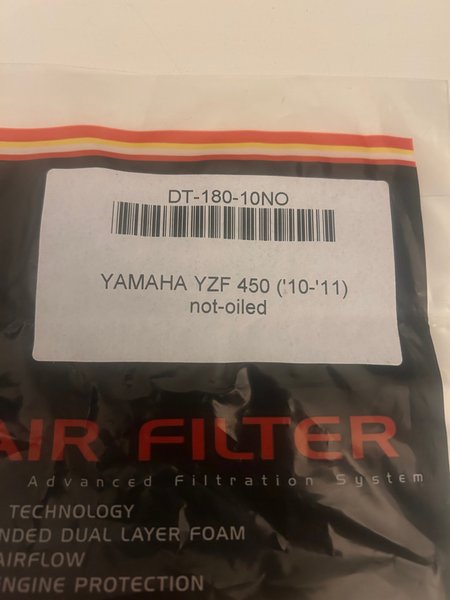 DT-180-10NO
YAMAHA YZF 450 ('10-'11)
not-oiled
AIR FILTER
Advanced Filtration System
TECHNOLOGY
DUAL LAYER FOAM
AIRFLOW
ENGINE PROTECTION